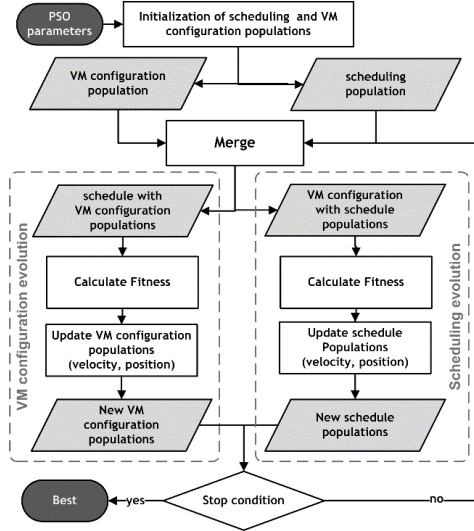 PSO
parameters
Initialization of scheduling and VM
configuration populations
VM configuration
population
scheduling
population
Merge
VM configuration evolution
schedule with
VM configuration
populations
Calculate Fitness
Update VM configuration
populations
(velocity, position)
New VM
configuration
populations
Scheduling evolution
VM configuration
with schedule
populations
Calculate Fitness
Update schedule
Populations
(velocity, position)
New schedule
populations
Best
yes
Stop condition
no